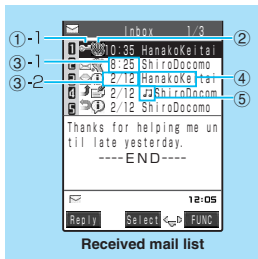 Inbox 1/3
①-1 ②
1 10:35 HanakoKeitai
③-1 2 8:25 ShiroDocomo
③-2 3 2/12 HanakoKeitai ④
4 2/12 ♫ShiroDocom ⑤
5 2/12 ShiroDocomo
Thanks for helping me un
til late yesterday.
----END----
12:05
Reply Select FUNC
Received mail list